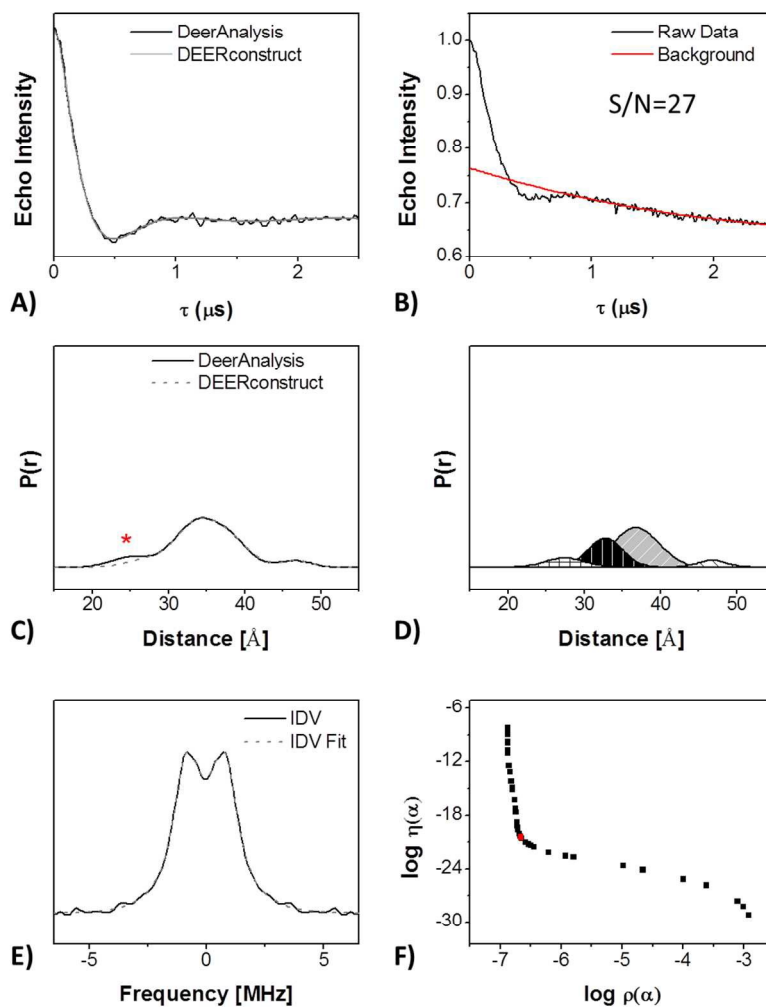 DeerAnalysis
DEERconstruct
Echo Intensity
0
1
2
A)
τ (μs)
Raw Data
Background
S/N=27
Echo Intensity
1.0
0.9
0.8
0.7
0.6
0
1
2
B)
τ (μs)
DeerAnalysis
DEERconstruct
*
P(r)
20
30
40
50
C)
Distance [Å]
P(r)
20
30
40
50
D)
Distance [Å]
IDV
IDV Fit
-5
0
5
E)
Frequency [MHz]
log η(α)
-6
-12
-18
-24
-30
-7
-6
-5
-4
-3
F)
log ρ(α)